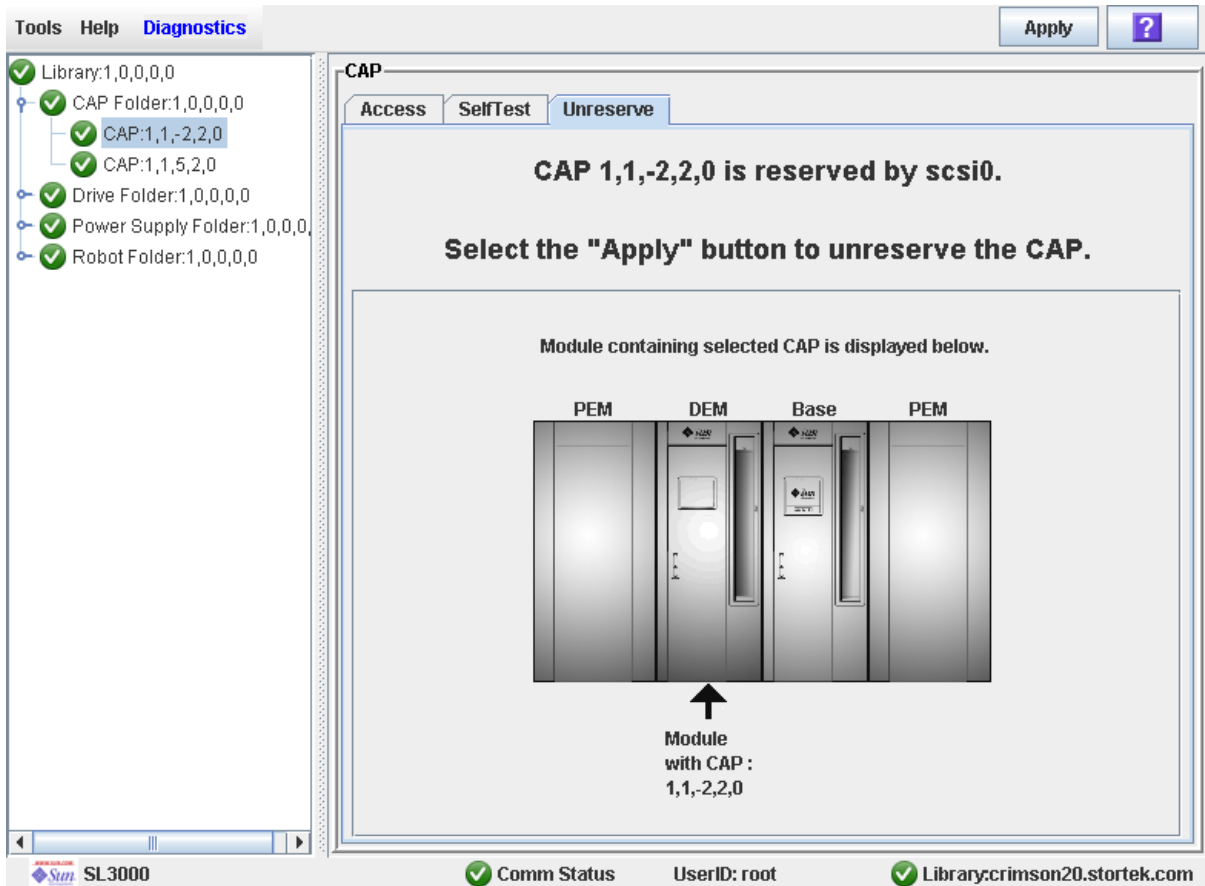 Tools Help Diagnostics
Apply
?
Library:1,0,0,0,0
CAP Folder:1,0,0,0,0
CAP:1,1,-2,2,0
CAP:1,1,5,2,0
Drive Folder:1,0,0,0,0
Power Supply Folder:1,0,0,0,
Robot Folder:1,0,0,0,0
CAP
Access SelfTest Unreserve
CAP 1,1,-2,2,0 is reserved by scsi0.
Select the "Apply" button to unreserve the CAP.
Module containing selected CAP is displayed below.
PEM DEM Base PEM
Sun
Module
with CAP :
1,1,-2,2,0
Sun SL3000
Comm Status
UserID: root
Library:crimson20.stortek.com